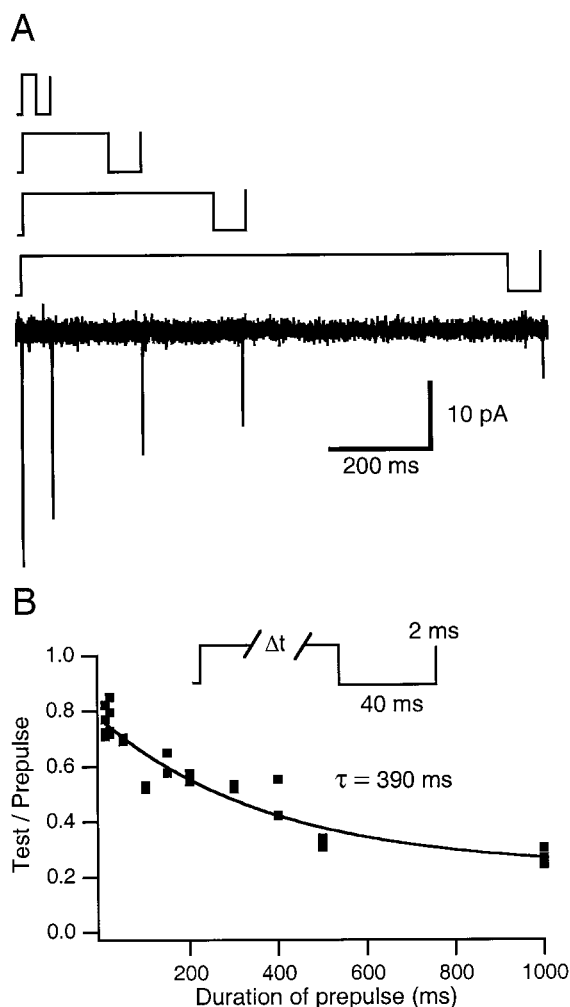 A
10 pA
200 ms
B
Δt
2 ms
40 ms
τ = 390 ms
1.0
0.8
0.6
0.4
0.2
0.0
Test / Prepulse
200
400
600
800
1000
Duration of prepulse (ms)